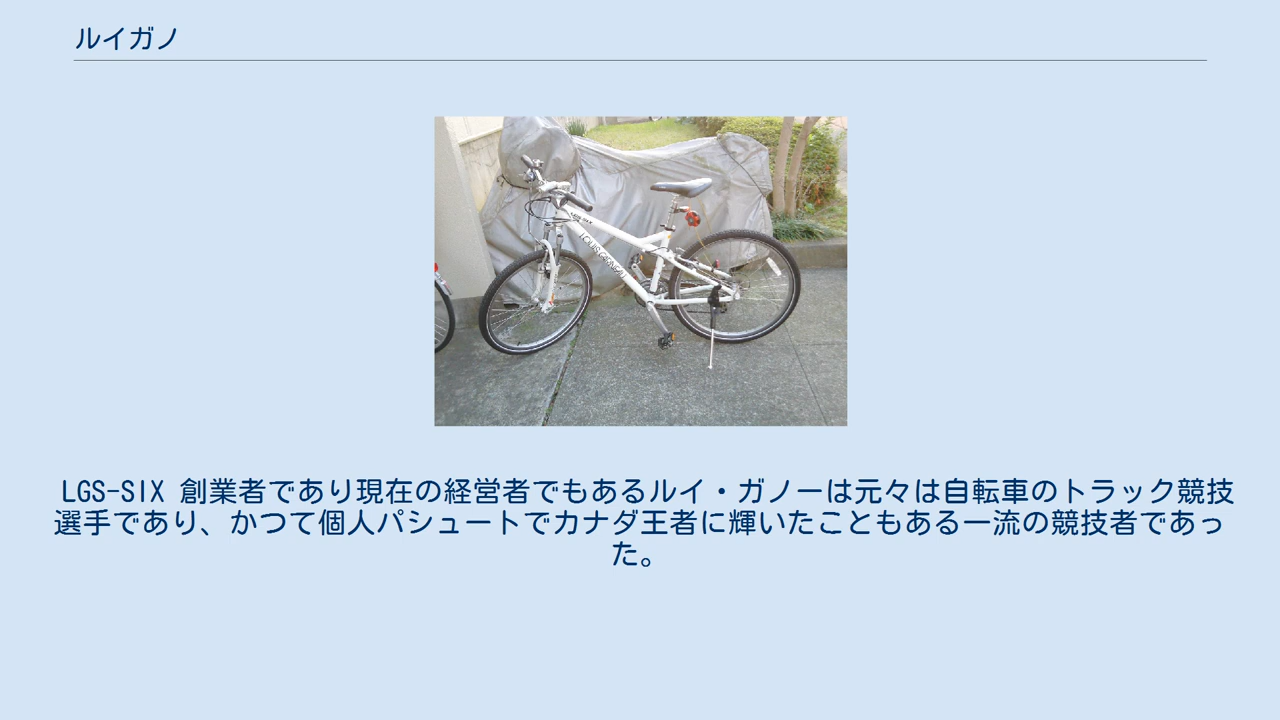 ルイガノ
LOUIS GARNEAU
LGS-SIX 創業者であり現在の経営者でもあるルイ・ガノーは元々は自転車のトラック競技
選手であり、かつて個人パシュートでカナダ王者に輝いたこともある一流の競技者であっ
た。